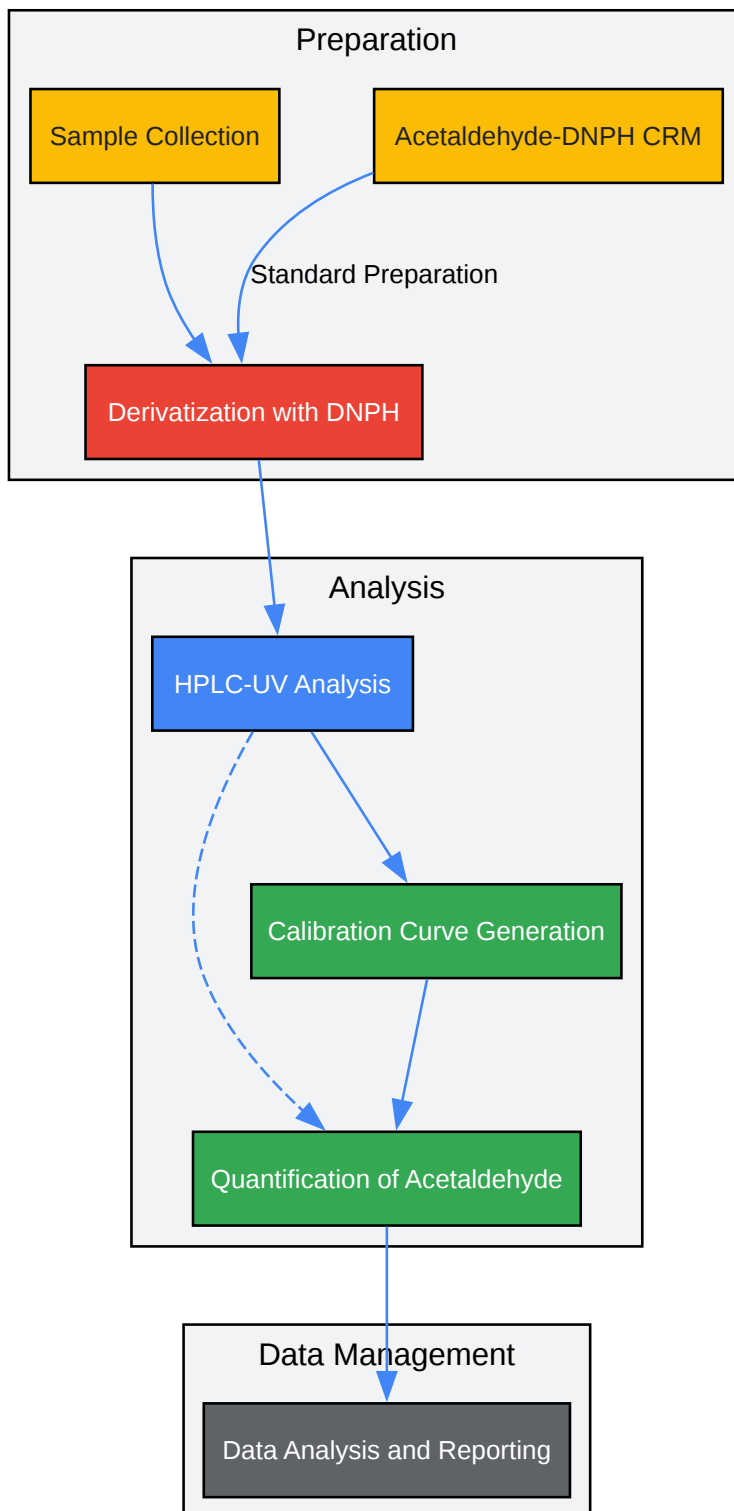 Preparation
Sample Collection
Acetaldehyde-DNPH CRM
Standard Preparation
Derivatization with DNPH
Analysis
HPLC-UV Analysis
Calibration Curve Generation
Quantification of Acetaldehyde
Data Management
Data Analysis and Reporting